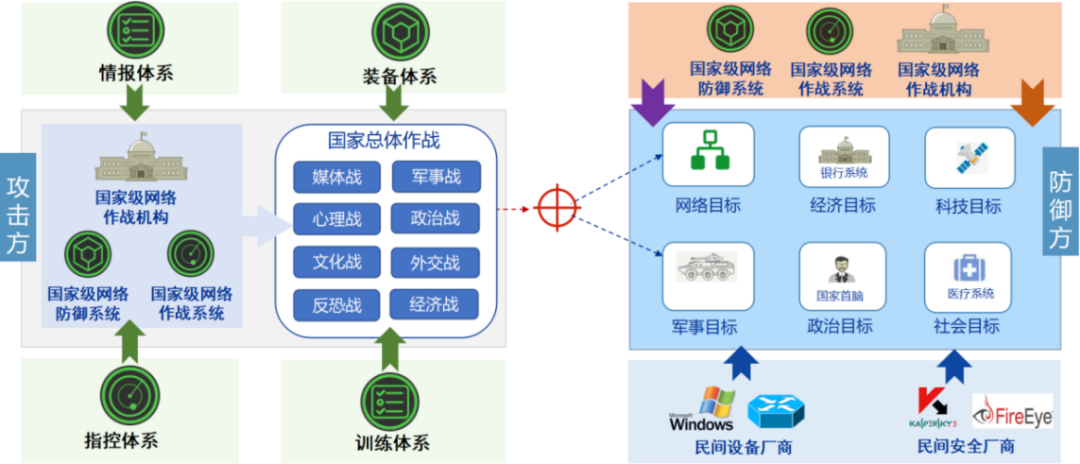 情报体系
装备体系
国家级网络
防御系统
国家级网络
作战系统
国家级网络
作战机构
攻击方
国家级网络
作战机构
国家级网络
防御系统
国家级网络
作战系统
国家总体作战
媒体战
军事战
心理战
政治战
文化战
外交战
反恐战
经济战
网络目标
银行系统
经济目标
科技目标
军事目标
国家首脑
政治目标
医疗系统
社会目标
防御方
指控体系
训练体系
Microsoft
Windows
民间设备厂商
KASPERSKY
FireEye
民间安全厂商